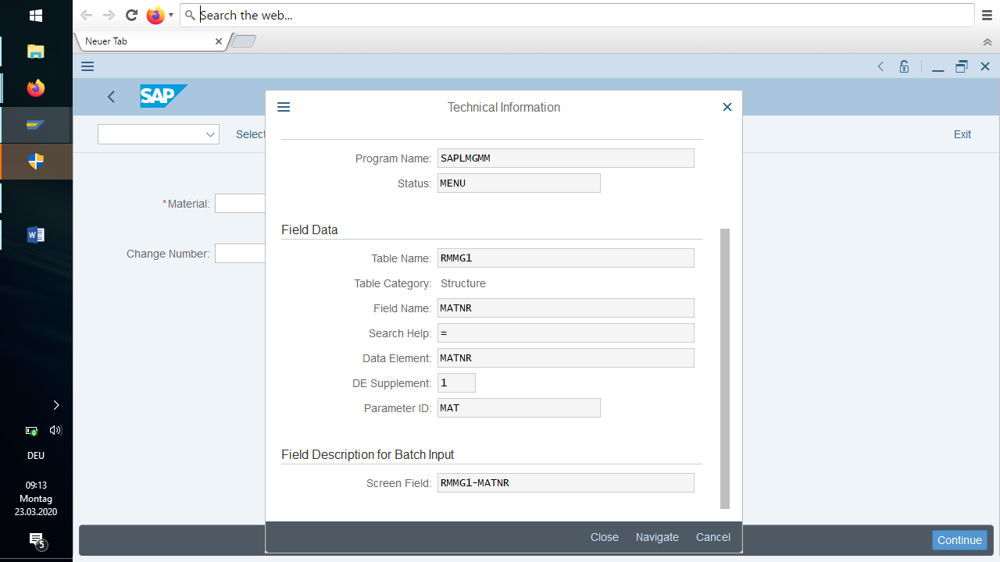 Search the web...
Neuer Tab
SAP
Technical Information
Select
Exit
Program Name: SAPLMGMM
Status: MENU
*Material:
Change Number:
Field Data
Table Name: RMMG1
Table Category: Structure
Field Name: MATNR
Search Help: =
Data Element: MATNR
DE Supplement: 1
Parameter ID: MAT
Field Description for Batch Input
Screen Field: RMMG1-MATNR
Close Navigate Cancel
Continue
DEU
09:13
Montag
23.03.2020
5